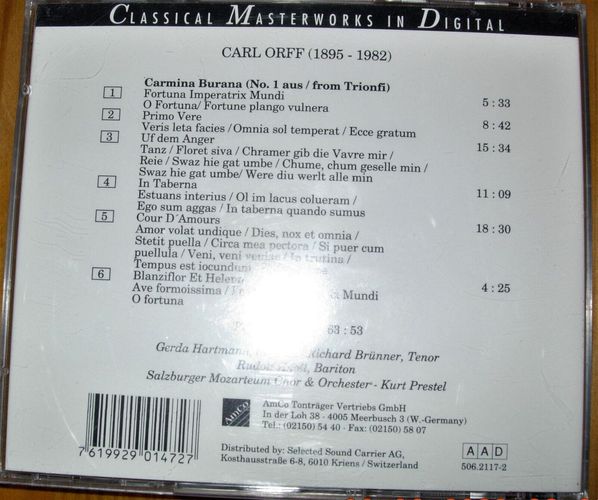 CLASSICAL MASTERWORKS IN DIGITAL
CARL ORFF (1895 - 1982)
Carmina Burana (No. 1 aus / from Trionfi)
1 Fortuna Imperatrix Mundi
O Fortuna/ Fortune plango vulnera 5 : 33
2 Primo Vere
Veris leta facies / Omnia sol temperat / Ecce gratum 8 : 42
3 Uf dem Anger
Tanz / Floret siva / Chramer gib die Vavre mir / 15 : 34
Reie / Swaz hie gat umbe / Chume, chum geselle min /
Swaz hie gat umbe/ Were diu werlt alle min
4 In Taberna
Estuans interius / Ol im lacus colueram / 11 : 09
Ego sum aggas / In taberna quando sumus
5 Cour D´Amours
Amor volat undique / Dies, nox et omnia / 18 : 30
Stetit puella / Circa mea pectora / Si puer cum
puellula / Veni, veni venias / In trutina /
Tempus est iocundum
6 Blanziflor Et Helena
Ave formoissima / & Mundi 4 : 25
O fortuna
63 : 53
Gerda Hartmann, Richard Brünner, Tenor
Rudolf Knoll, Bariton
Salzburger Mozarteum Chor & Orchester - Kurt Prestel
AmCo
AmCo Tonträger Vertriebs GmbH
In der Loh 38 - 4005 Meerbusch 3 (W.-Germany)
Tel.: (02150) 54 40 - Fax: (02150) 58 07
7 619929 014727
Distributed by: Selected Sound Carrier AG,
Kosthausstraße 6-8, 6010 Kriens / Switzerland
A A D
506.2117-2